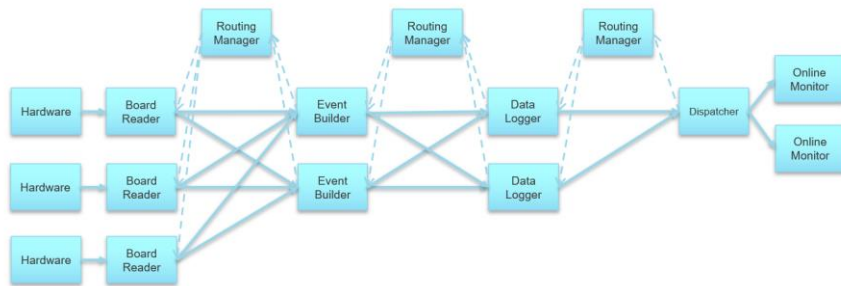 Routing
Manager
Routing
Manager
Routing
Manager
Hardware
Board
Reader
Event
Builder
Data
Logger
Dispatcher
Online
Monitor
Online
Monitor
Hardware
Board
Reader
Event
Builder
Data
Logger
Hardware
Board
Reader